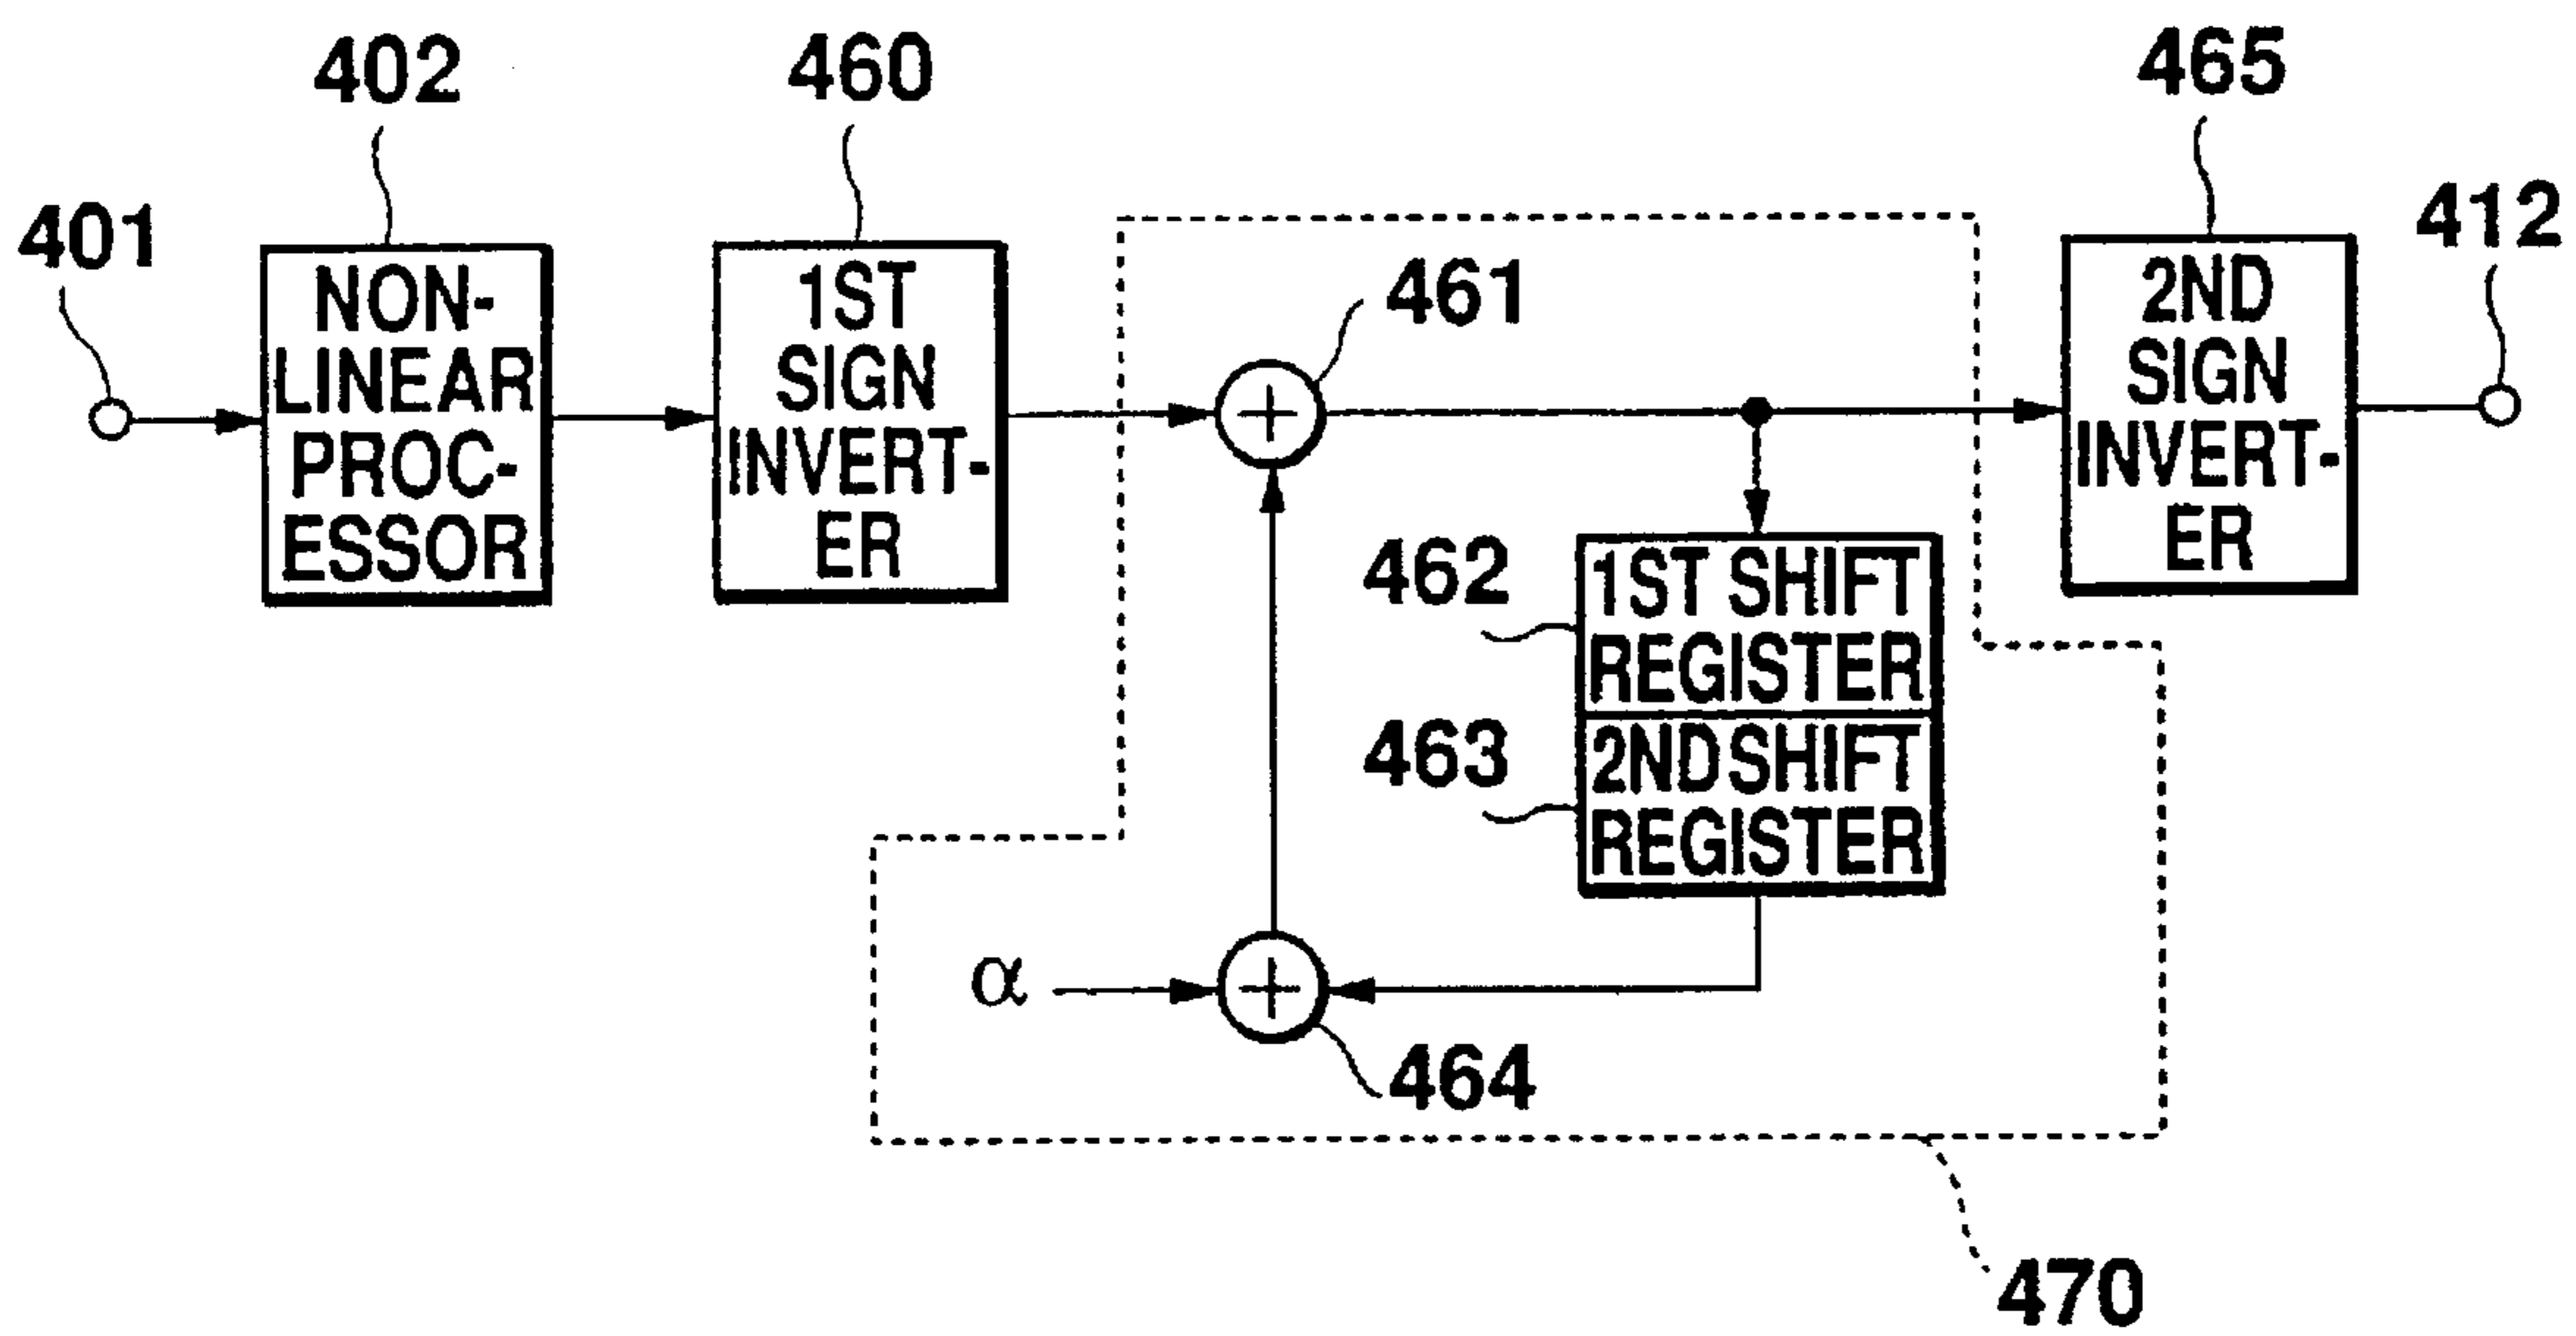 402
460
465
401
412
NON-
LINEAR
PROC-
ESSOR
1ST
SIGN
INVERT-
ER
461
2ND
SIGN
INVERT-
ER
462
1ST SHIFT
REGISTER
463
2ND SHIFT
REGISTER
α
464
470